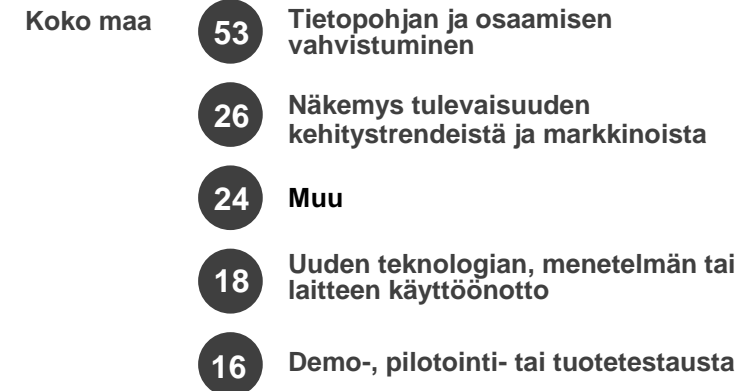 Koko maa
53
Tietopohjan ja osaamisen
vahvistuminen
26
Näkemys tulevaisuuden
kehitystrendeistä ja markkinoista
24
Muu
18
Uuden teknologian, menetelmän tai
laitteen käyttöönotto
16
Demo-, pilotointi- tai tuotetestausta